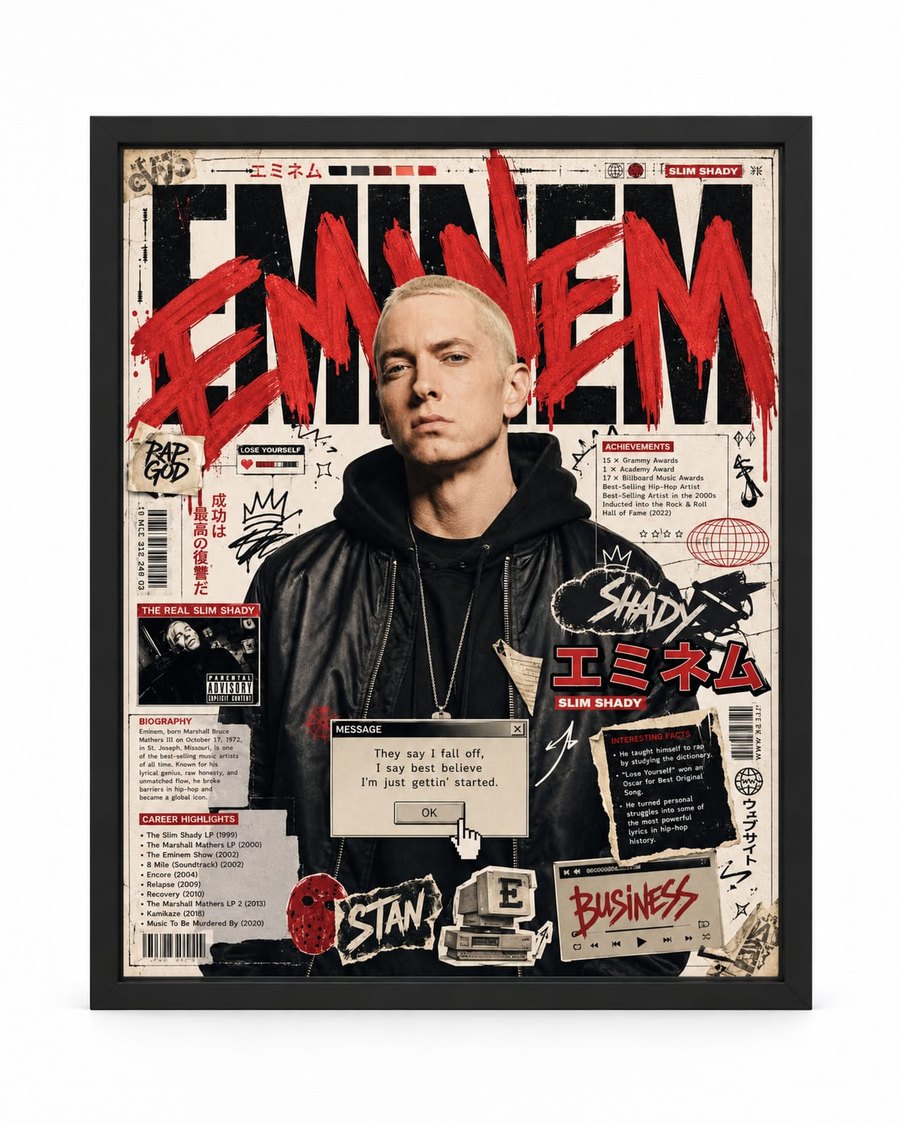 エミネム
SLIM SHADY
EMINEM
EMINEM
RAP
GOD
LOSE YOURSELF
成功は
最高の復讐だ
ACHIEVEMENTS
15 × Grammy Awards
1 × Academy Award
17 × Billboard Music Awards
Best-Selling Hip-Hop Artist
Best-Selling Artist in the 2000s
Inducted into the Rock & Roll
Hall of Fame (2022)
SHADY
エミネム
SLIM SHADY
THE REAL SLIM SHADY
PARENTAL
ADVISORY
EXPLICIT CONTENT
BIOGRAPHY
Eminem, born Marshall Bruce
Mathers III on October 17, 1972,
in St. Joseph, Missouri, is one
of the best-selling music artists
of all time. Known for his
lyrical genius, raw honesty, and
unmatched flow, he broke
barriers in hip-hop and
became a global icon.
MESSAGE
They say I fall off,
I say best believe
I'm just gettin' started.
OK
INTERESTING FACTS
• He taught himself to rap
by studying the dictionary.
• "Lose Yourself" won an
Oscar for Best Original
Song.
• He turned personal
struggles into some of
the most powerful
lyrics in hip-hop
history.
ウェブサイト
CAREER HIGHLIGHTS
• The Slim Shady LP (1999)
• The Marshall Mathers LP (2000)
• The Eminem Show (2002)
• 8 Mile (Soundtrack) (2002)
• Encore (2004)
• Relapse (2009)
• Recovery (2010)
• The Marshall Mathers LP 2 (2013)
• Kamikaze (2018)
• Music To Be Murdered By (2020)
STAN
E
BUSINESS